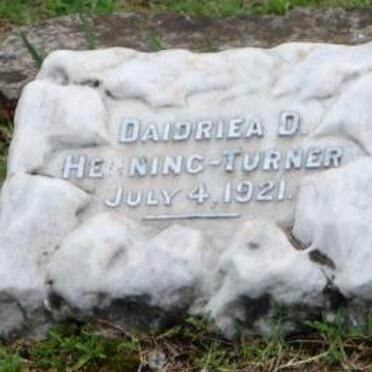 DAIDRIEA D.
HENNING-TURNER
JULY 4, 1921.